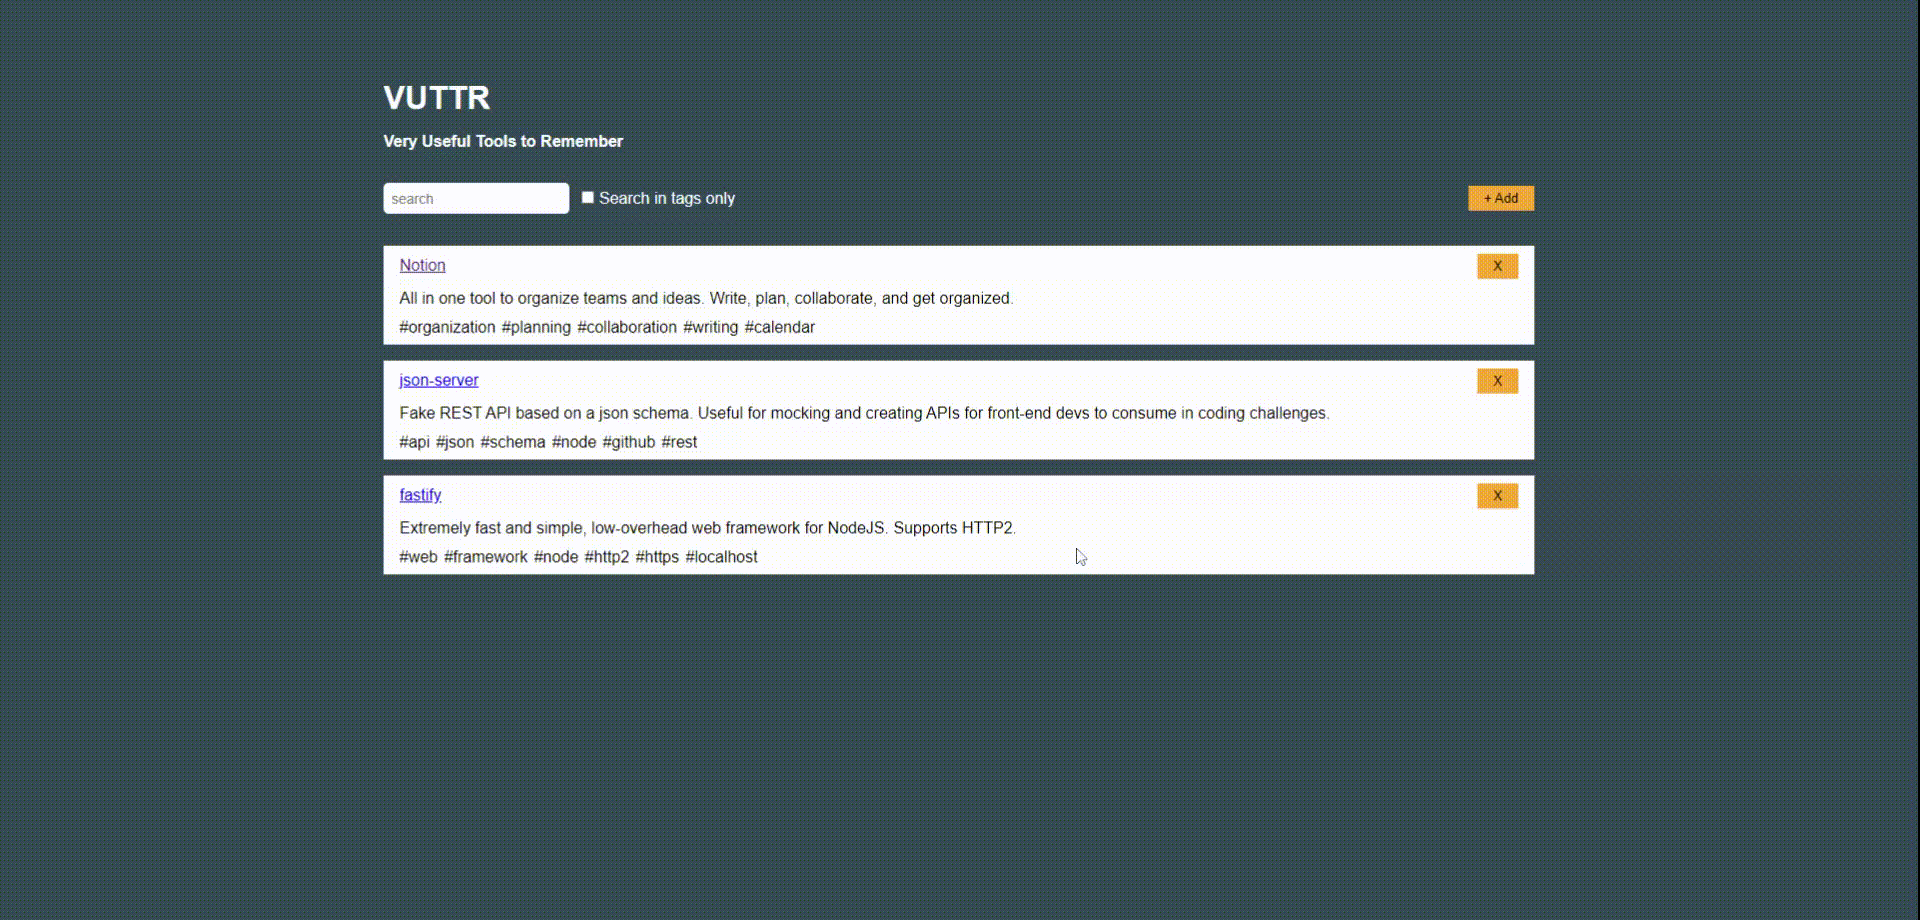 VUTTR
Very Useful Tools to Remember
search Search in tags only + Add
Notion X
All in one tool to organize teams and ideas. Write, plan, collaborate, and get organized.
#organization #planning #collaboration #writing #calendar
json-server X
Fake REST API based on a json schema. Useful for mocking and creating APIs for front-end devs to consume in coding challenges.
#api #json #schema #node #github #rest
fastify X
Extremely fast and simple, low-overhead web framework for NodeJS. Supports HTTP2.
#web #framework #node #http2 #https #localhost